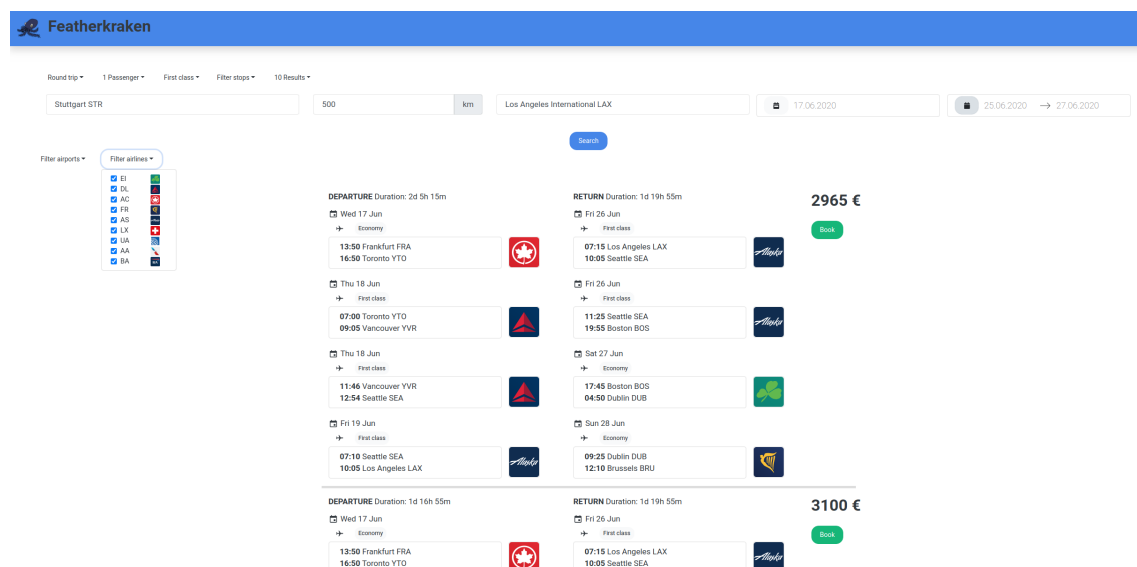 Featherkraken
Round trip 1 Passenger First class Filter stops 10 Results
Stuttgart STR 500 km Los Angeles International LAX 17.06.2020 25.06.2020 → 27.06.2020
Search
Filter airports Filter airlines
EI
DL
AC
FR
AS
LX
UA
AA
BA
DEPARTURE Duration: 2d 5h 15m
Wed 17 Jun
Economy
13:50 Frankfurt FRA
16:50 Toronto YTO
Thu 18 Jun
First class
07:00 Toronto YTO
09:05 Vancouver YVR
Thu 18 Jun
First class
11:46 Vancouver YVR
12:54 Seattle SEA
Fri 19 Jun
First class
07:10 Seattle SEA
10:05 Los Angeles LAX
Alaska
RETURN Duration: 1d 19h 55m
Fri 26 Jun
First class
07:15 Los Angeles LAX
10:05 Seattle SEA
Alaska
Fri 26 Jun
First class
11:25 Seattle SEA
19:55 Boston BOS
Alaska
Sat 27 Jun
Economy
17:45 Boston BOS
04:50 Dublin DUB
Sun 28 Jun
Economy
09:25 Dublin DUB
12:10 Brussels BRU
2965 €
Book
DEPARTURE Duration: 1d 16h 55m
Wed 17 Jun
Economy
13:50 Frankfurt FRA
16:50 Toronto YTO
RETURN Duration: 1d 19h 55m
Fri 26 Jun
First class
07:15 Los Angeles LAX
10:05 Seattle SEA
Alaska
3100 €
Book